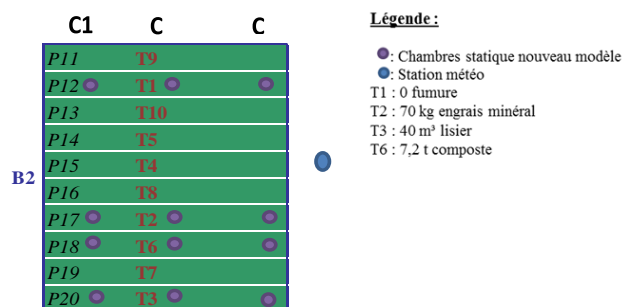 C1 C C
P11 T9
P12 T1
P13 T10
P14 T5
P15 T4
B2
P16 T8
P17 T2
P18 T6
P19 T7
P20 T3
Légende :
: Chambres statique nouveau modèle
: Station météo
T1 : 0 fumure
T2 : 70 kg engrais minéral
T3 : 40 m³ lisier
T6 : 7,2 t composte